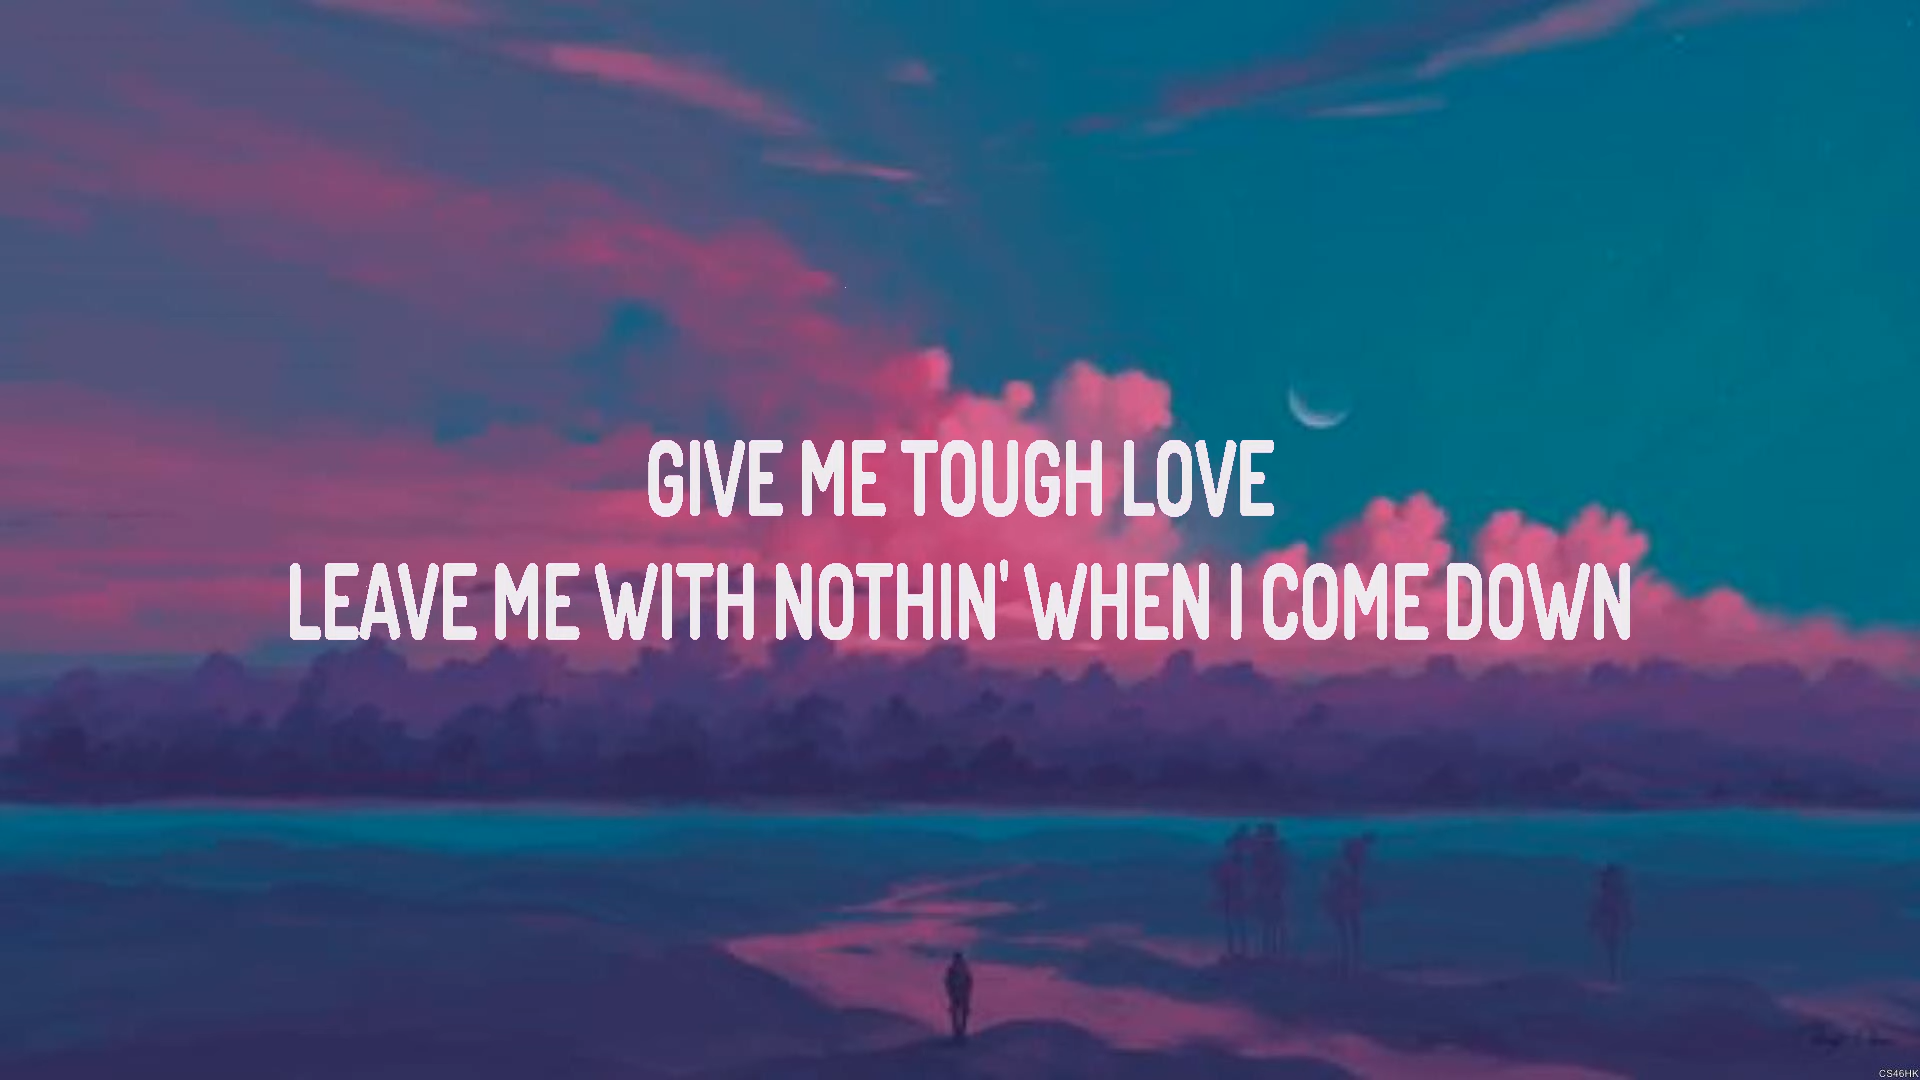 GIVE ME TOUGH LOVE
LEAVE ME WITH NOTHIN' WHEN I COME DOWN
CS46HK